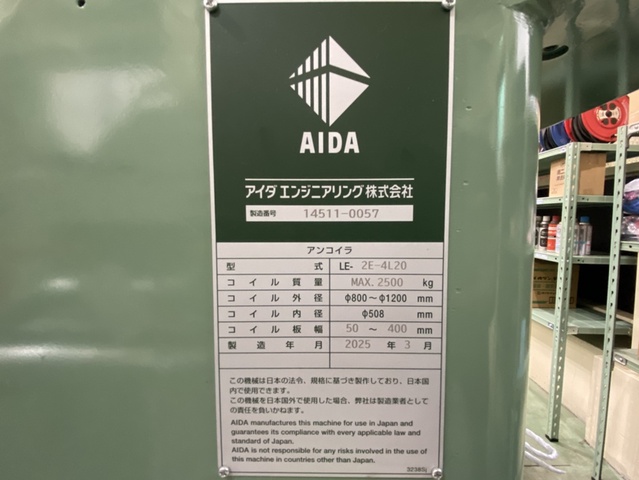 AIDA
アイダ エンジニアリング株式会社
製造番号 14511-0057
アンコイラ
型 式 LE- 2E-4L20
コイル質量 MAX.2500 kg
コイル外径 φ800～φ1200 mm
コイル内径 φ508 mm
コイル板幅 50 ～ 400 mm
製造年月 2025年 3月
この機械は日本の法令、規格に基づき製作しており、日本国
内で使用できます。
この機械を日本国外で使用した場合、弊社は製造業者として
の責任を負いかねます。
AIDA manufactures this machine for use in Japan and
guarantees its compliance with every applicable law and
standard of Japan.
AIDA is not responsible for any risks involved in the use of
this machine in countries other than Japan.